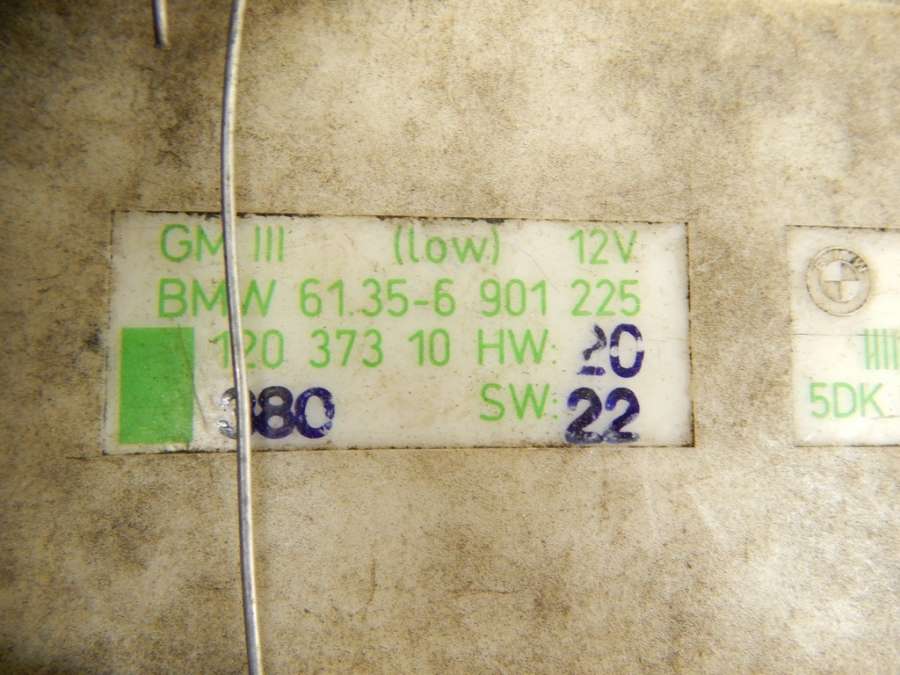 GM III (low) 12V
BMW 61.35-6 901 225
120 373 10 HW: 20
380 SW: 22
5DK